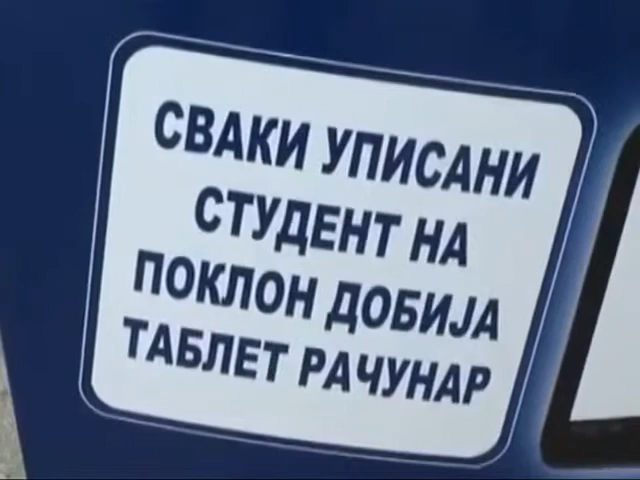 СВАКИ УПИСАНИ
СТУДЕНТ НА
ПОКЛОН ДОБИЈА
ТАБЛЕТ РАЧУНАР